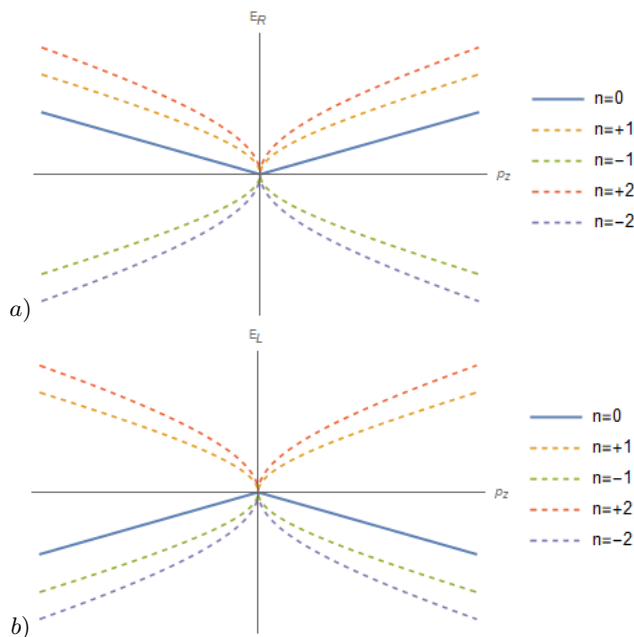 E_R
n=0
n=+1
n=−1
n=+2
n=−2
p_z
a)
E_L
n=0
n=+1
n=−1
n=+2
n=−2
p_z
b)